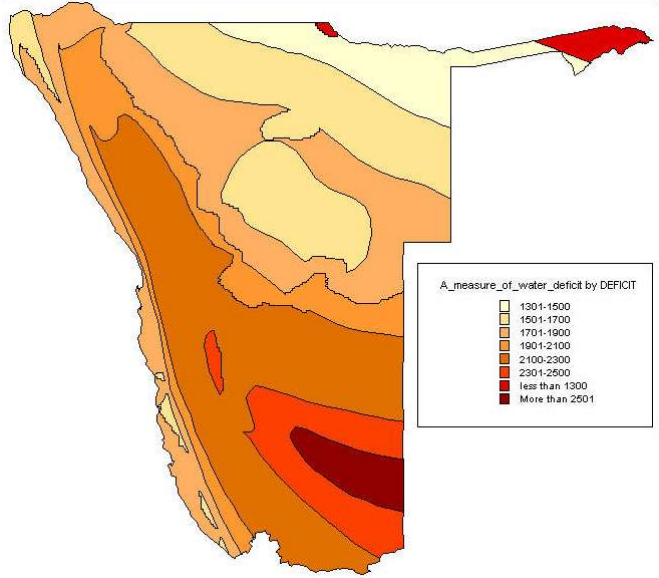 A_measure_of_water_deficit by DEFICIT
1301-1500
1501-1700
1701-1900
1901-2100
2100-2300
2301-2500
less than 1300
More than 2501